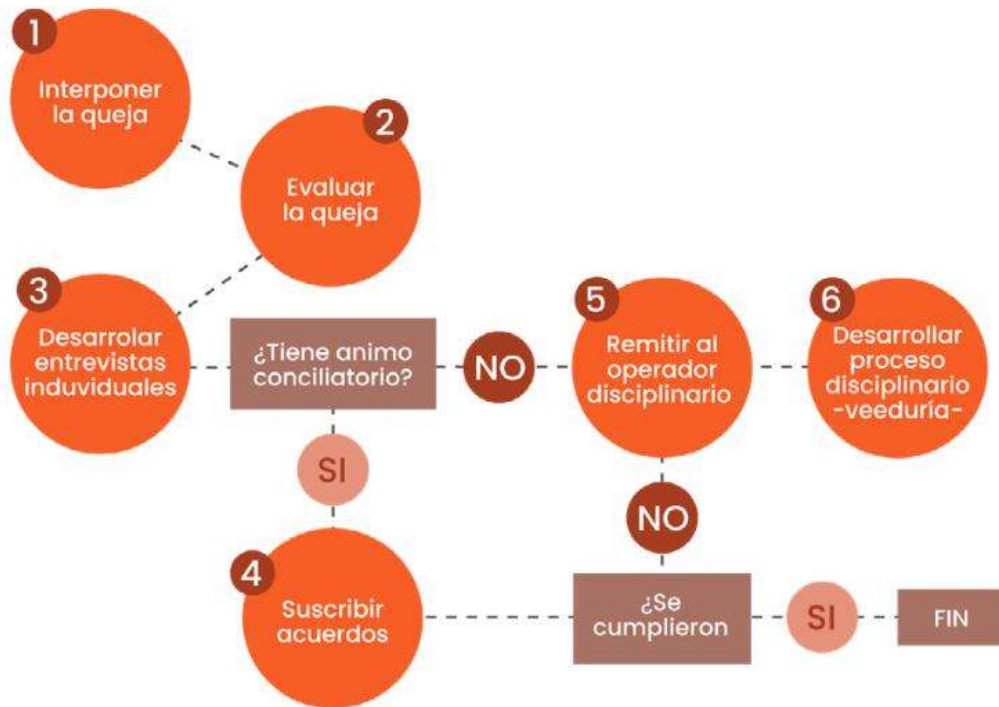 1
Interponer
la queja
2
Evaluar
la queja
3
Desarrolar
entrevistas
induviduales
¿Tiene animo
conciliatorio?
NO
5
Remitir al
operador
disciplinario
6
Desarrollar
proceso
disciplinario
-veeduría-
SI
NO
4
Suscribir
acuerdos
¿Se
cumplieron
SI
FIN